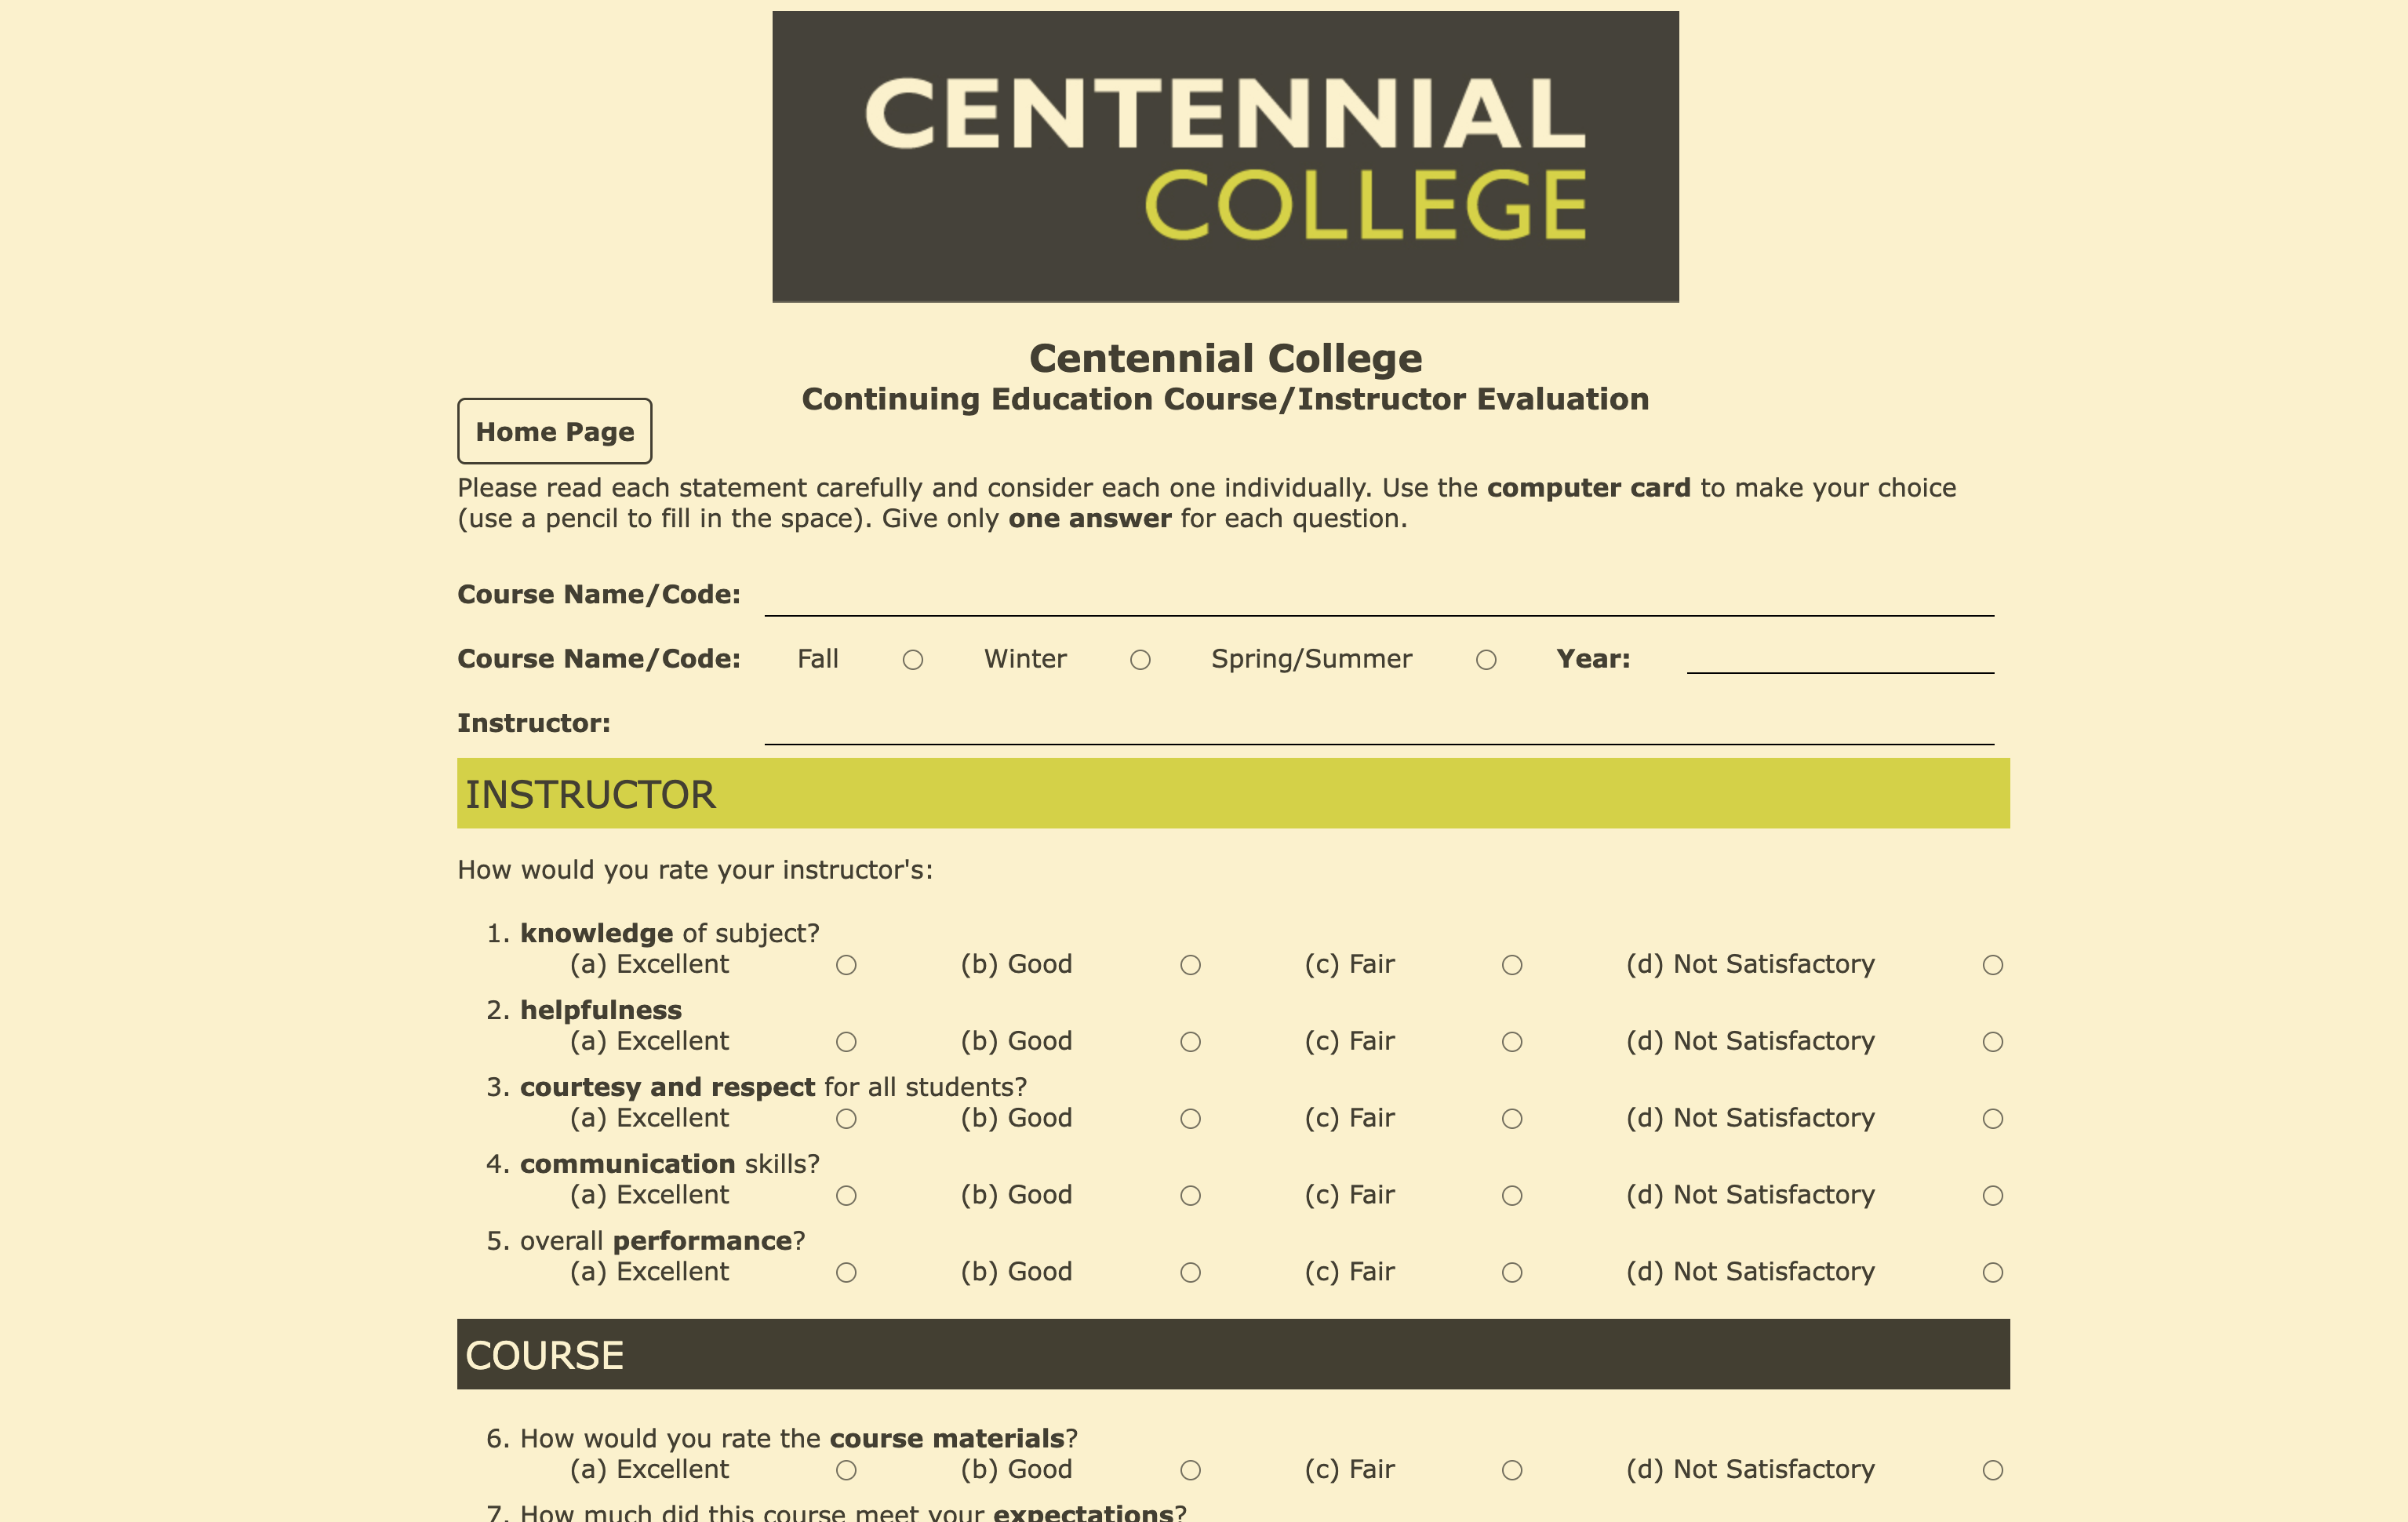 CENTENNIAL
COLLEGE
Centennial College
Continuing Education Course/Instructor Evaluation
Home Page
Please read each statement carefully and consider each one individually. Use the computer card to make your choice
(use a pencil to fill in the space). Give only one answer for each question.
Course Name/Code:
Course Name/Code: Fall Winter Spring/Summer Year:
Instructor:
INSTRUCTOR
How would you rate your instructor's:
1. knowledge of subject?
(a) Excellent (b) Good (c) Fair (d) Not Satisfactory
2. helpfulness
(a) Excellent (b) Good (c) Fair (d) Not Satisfactory
3. courtesy and respect for all students?
(a) Excellent (b) Good (c) Fair (d) Not Satisfactory
4. communication skills?
(a) Excellent (b) Good (c) Fair (d) Not Satisfactory
5. overall performance?
(a) Excellent (b) Good (c) Fair (d) Not Satisfactory
COURSE
6. How would you rate the course materials?
(a) Excellent (b) Good (c) Fair (d) Not Satisfactory
7. How much did this course meet your expectations?